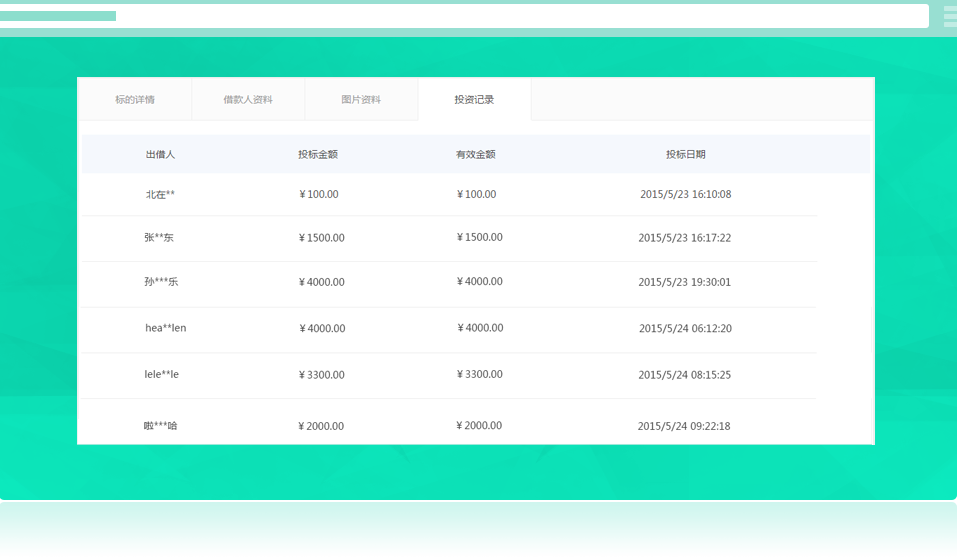 标的详情 借款人资料 图片资料 投资记录
出借人 投标金额 有效金额 投标日期
北在** ￥100.00 ￥100.00 2015/5/23 16:10:08
张**东 ￥1500.00 ￥1500.00 2015/5/23 16:17:22
孙***乐 ￥4000.00 ￥4000.00 2015/5/23 19:30:01
hea**len ￥4000.00 ￥4000.00 2015/5/24 06:12:20
lele**le ￥3300.00 ￥3300.00 2015/5/24 08:15:25
啦***哈 ￥2000.00 ￥2000.00 2015/5/24 09:22:18